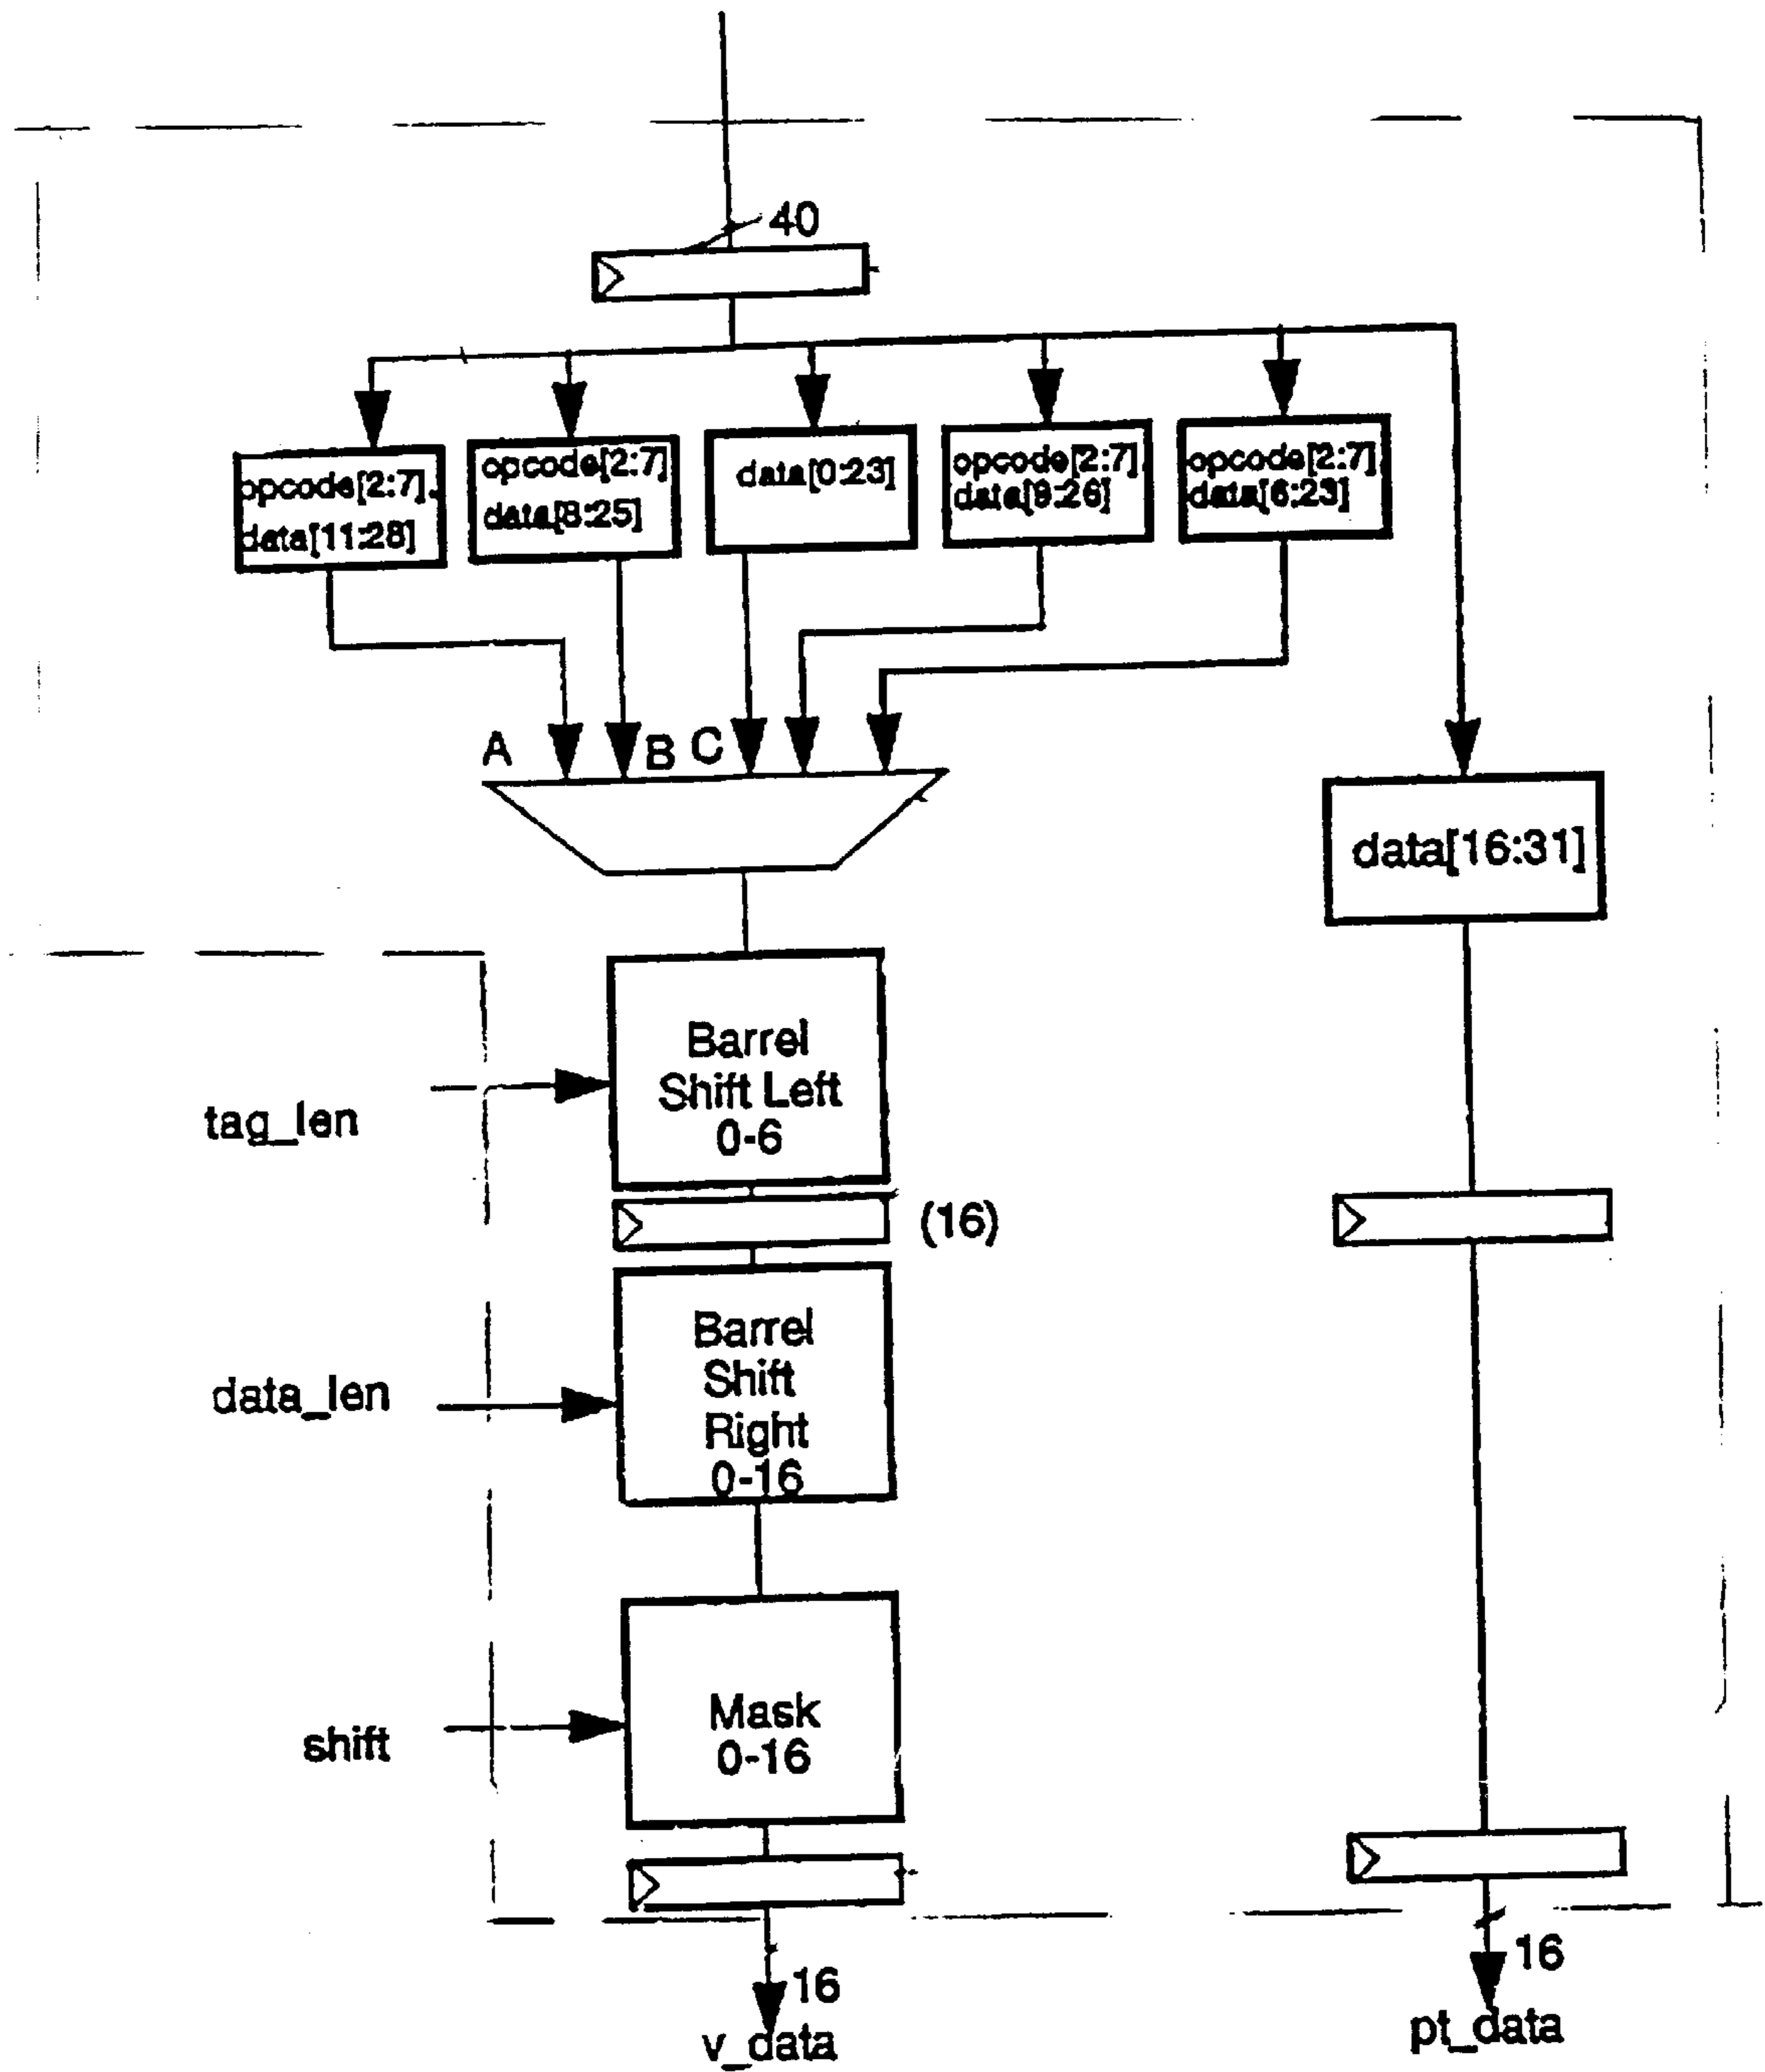 40
opcode[2:7].
data[11:28]
opcode[2:7]
data[8:25]
data[0:23]
opcode[2:7].
data[9:26]
opcode[2:7]
data[6:23]
A
B
C
data[16:31]
Barrel
Shift Left
0-6
tag_len
(16)
Barrel
Shift
Right
0-16
data_len
Mask
0-16
shift
16
v_data
16
pt_data